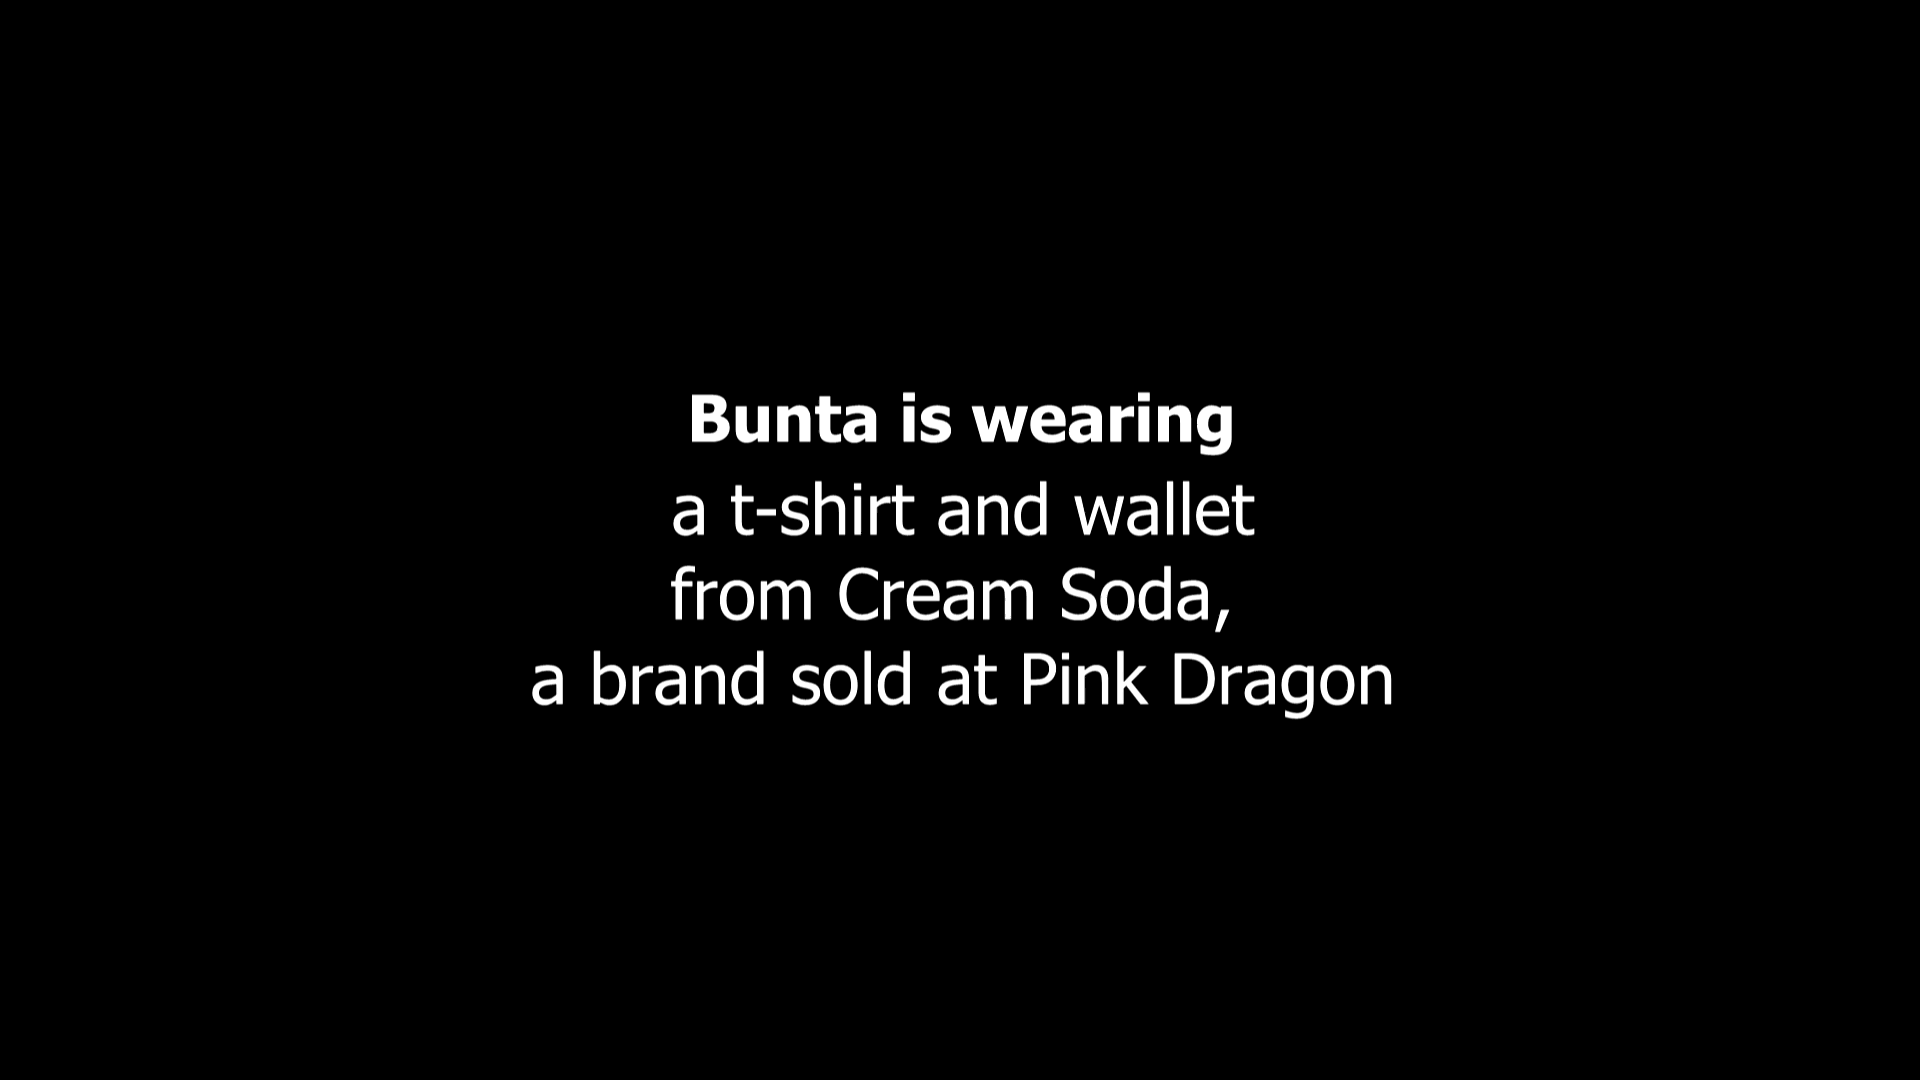 Bunta is wearing
a t-shirt and wallet
from Cream Soda,
a brand sold at Pink Dragon